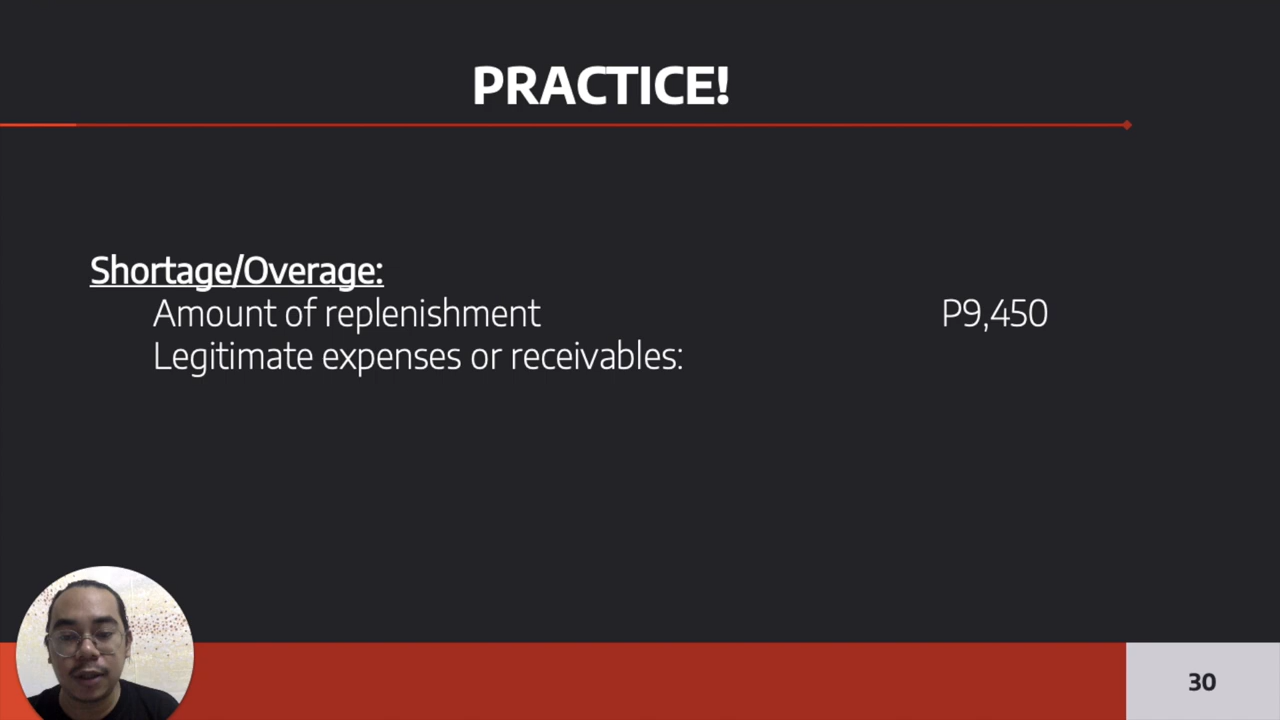 PRACTICE!
Shortage/Overage:
Amount of replenishment P9,450
Legitimate expenses or receivables:
30